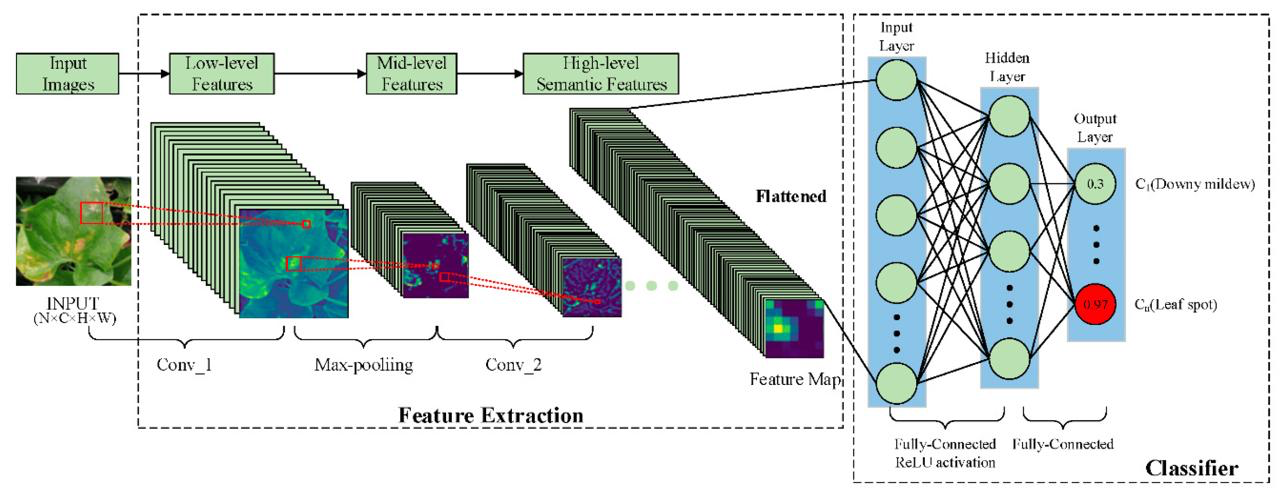 Input
Images
Low-level
Features
Mid-level
Features
High-level
Semantic Features
INPUT
(N×C×H×W)
Conv_1
Max-pooliing
Conv_2
Flattened
Feature Map
Feature Extraction
Input
Layer
Hidden
Layer
Output
Layer
0.3
C₁(Downy mildew)
0.97
Cₙ(Leaf spot)
Fully-Connected
ReLU activation
Fully-Connected
Classifier